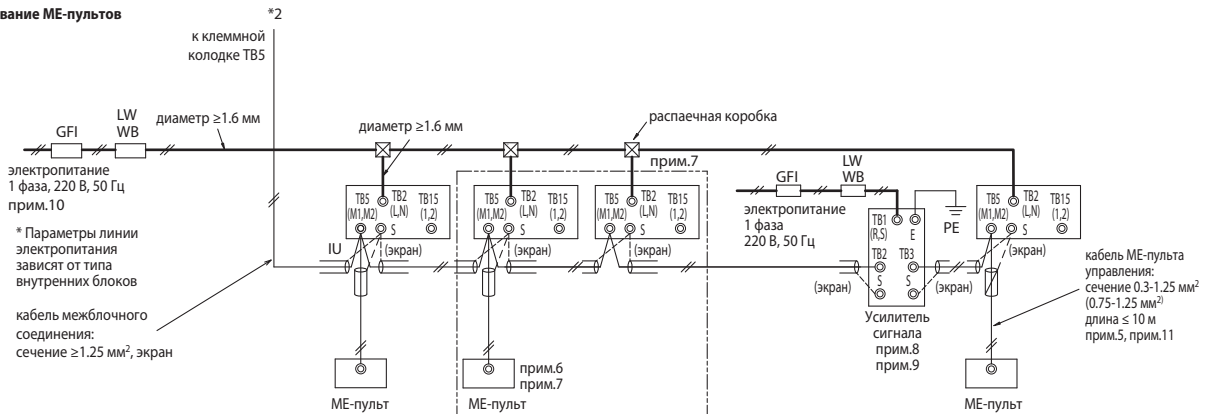 вание МЕ-пультов
*2
к клеммной
колодке ТВ5
GFI
LW
WB
диаметр ≥1.6 мм
диаметр ≥1.6 мм
распаечная коробка
прим.7
электропитание
1 фаза, 220 В, 50 Гц
прим.10
* Параметры линии
электропитания
зависят от типа
внутренних блоков
кабель межблочного
соединения:
сечение ≥1.25 мм², экран
TB5
(M1,M2)
TB2
(L,N)
TB15
(1,2)
S
IU
(экран)
МЕ-пульт
TB5
(M1,M2)
TB2
(L,N)
TB15
(1,2)
S
(экран)
прим.6
прим.7
МЕ-пульт
TB5
(M1,M2)
TB2
(L,N)
TB15
(1,2)
S
(экран)
GFI
LW
WB
электропитание
1 фаза
220 В, 50 Гц
TB1
(R,S)
E
PE
TB2
TB3
S
S
(экран)
(экран)
Усилитель
сигнала
прим.8
прим.9
TB5
(M1,M2)
TB2
(L,N)
TB15
(1,2)
S
(экран)
МЕ-пульт
кабель МЕ-пульта
управления:
сечение 0.3-1.25 мм²
(0.75-1.25 мм²)
длина ≤ 10 м
прим.5, прим.11